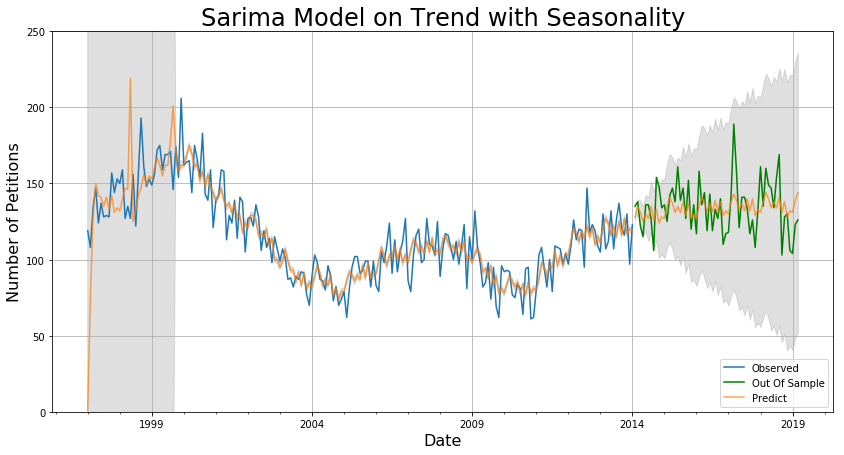 Sarima Model on Trend with Seasonality
Number of Petitions
250
200
150
100
50
0
1999
2004
2009
2014
2019
Date
Observed
Out Of Sample
Predict